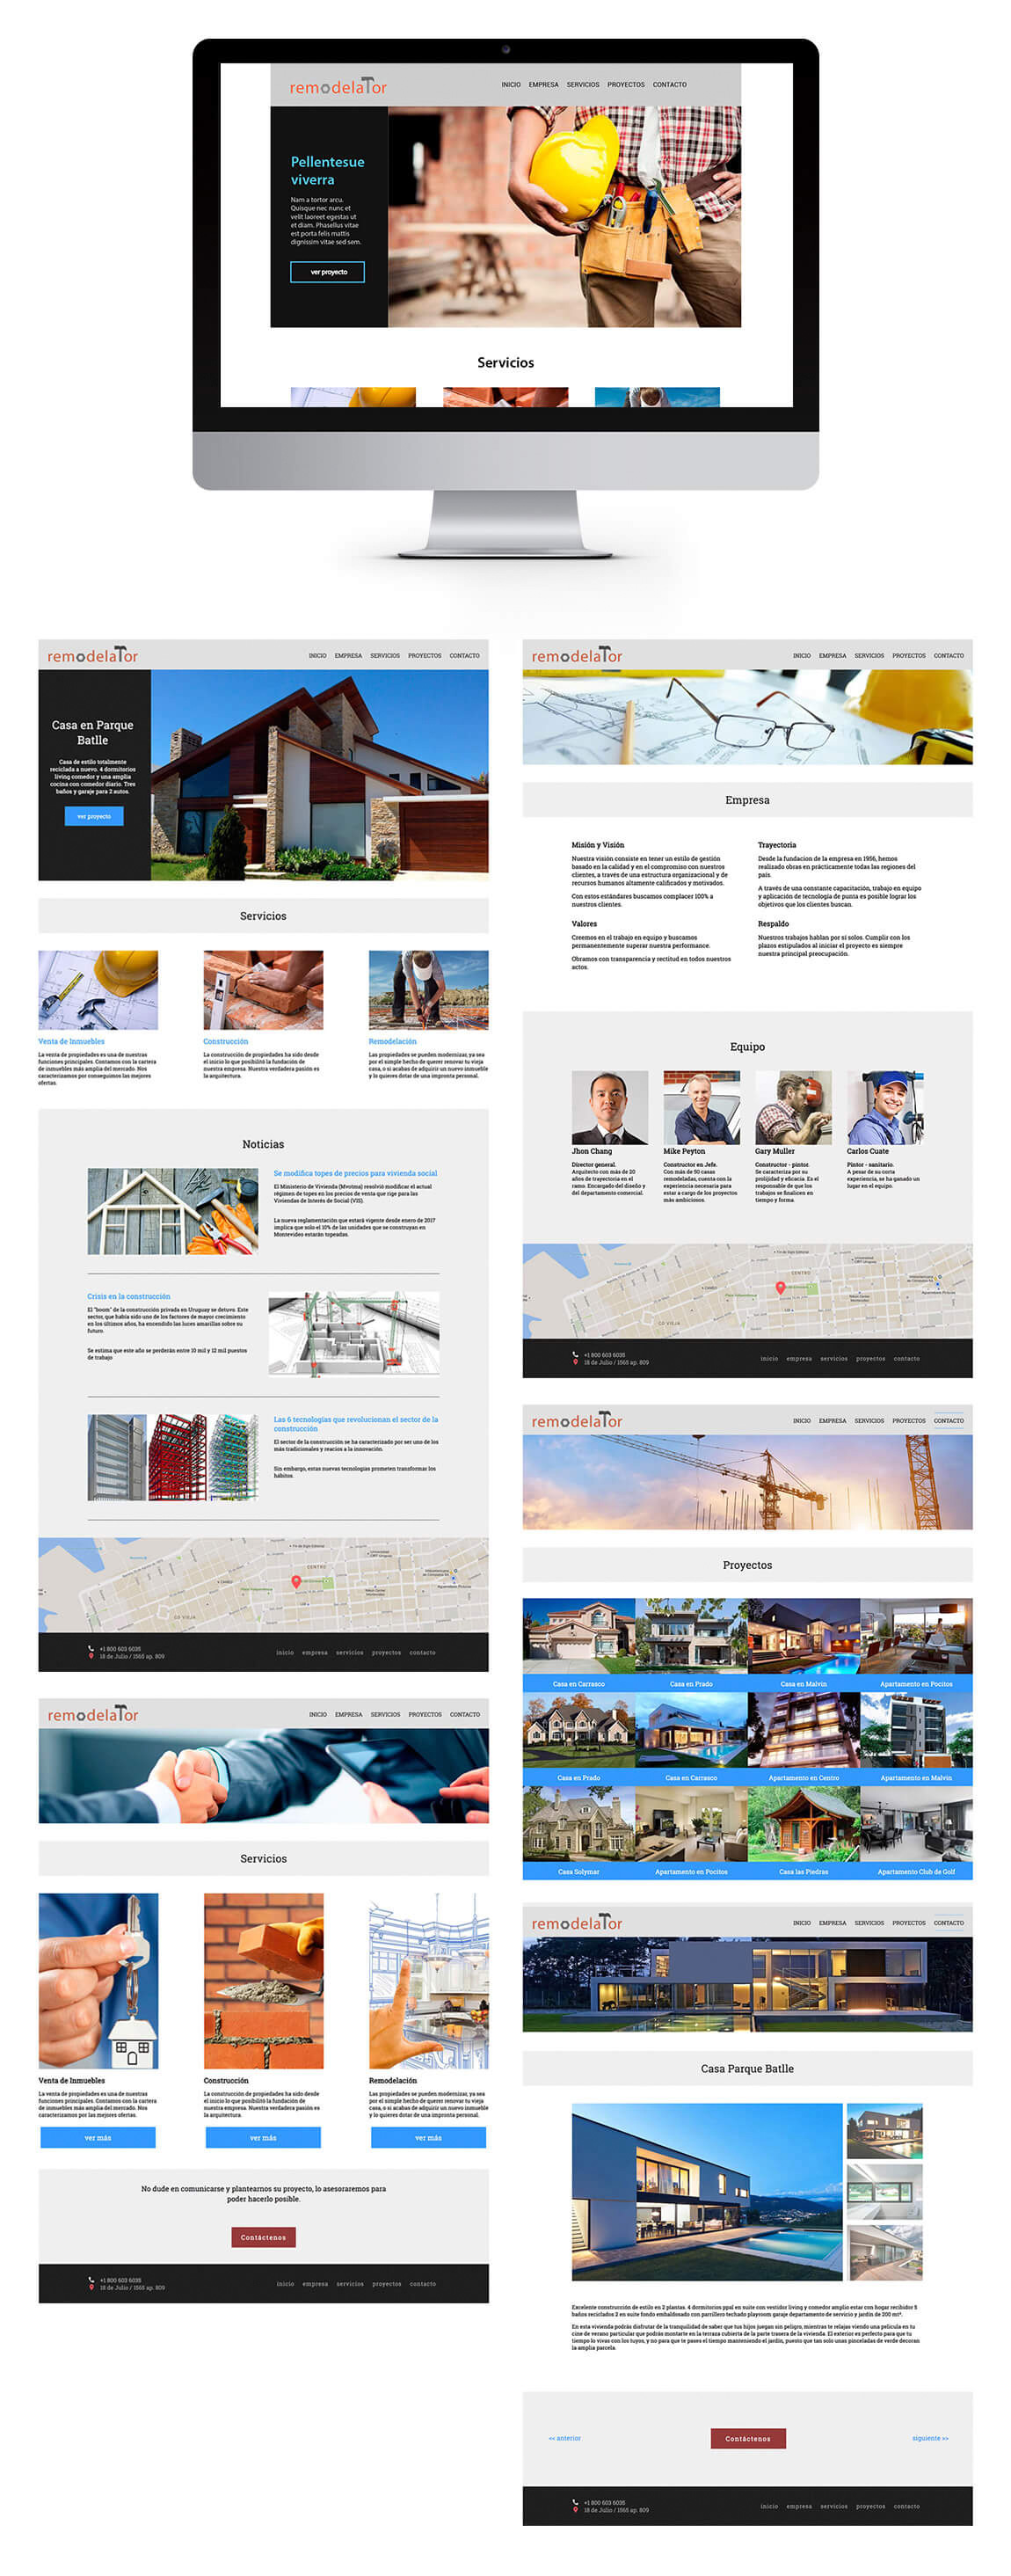 remodelaTor
INICIO EMPRESA SERVICIOS PROYECTOS CONTACTO
Pellentesue
viverra
Nam a tortor arcu.
Quisque nec nunc et
velit laoreet egestas ut
et diam. Phasellus vitae
est porta felis mattis
dignissim vitae sed sem.
ver proyecto
Servicios
remodelaTor
INICIO EMPRESA SERVICIOS PROYECTOS CONTACTO
Casa en Parque
Batlle
Casa de estilo totalmente
reciclada a nuevo. 4 dormitorios
living comedor y una amplia
cocina con comedor diario. Tres
baños y garaje para 2 autos.
ver proyecto
Servicios
Venta de Inmuebles
La venta de propiedades es una de nuestras
funciones principales. Contamos con la cartera
de inmuebles más amplia del mercado. Nos
caracterizamos por conseguimos las mejores
ofertas.
Construcción
La construcción de propiedades ha sido desde
el inicio lo que posibilitó la fundación de
nuestra empresa. Nuestra verdadera pasión es
la arquitectura.
Remodelación
Las propiedades se pueden modernizar, ya sea
por el simple hecho de querer renovar tu vieja
casa, o si acabas de adquirir un nuevo inmueble
y lo quieres dotar de una impronta personal.
Noticias
Se modifica topes de precios para vivienda social
El Ministerio de Vivienda (Mvotma) resolvió modificar el actual
régimen de topes en los precios de venta que rige para las
Viviendas de Interés de Social (VIS).
La nueva reglamentación que estará vigente desde enero de 2017
implica que solo el 10% de las unidades que se construyan en
Montevideo estarán topeadas.
Crisis en la construcción
El "boom" de la construcción privada en Uruguay se detuvo. Este
sector, que había sido uno de los factores de mayor crecimiento
en los últimos años, ha encendido las luces amarillas sobre su
futuro.
Se estima que este año se perderán entre 10 mil y 12 mil puestos
de trabajo
Las 6 tecnologías que revolucionan el sector de la
construcción
El sector de la construcción se ha caracterizado por ser uno de los
más tradicionales y reacios a la innovación.
Sin embargo, estas nuevas tecnologías prometen transformar los
hábitos.
CENTRO
CD VIEJA
+1 800 603 6035
18 de Julio / 1565 ap. 809
inicio empresa servicios proyectos contacto
remodelaTor
INICIO EMPRESA SERVICIOS PROYECTOS CONTACTO
Servicios
Venta de Inmuebles
La venta de propiedades es una de nuestras
funciones principales. Contamos con la cartera
de inmuebles más amplia del mercado. Nos
caracterizamos por las mejores ofertas.
ver más
Construcción
La construcción de propiedades ha sido desde
el inicio lo que posibilitó la fundación de
nuestra empresa. Nuestra verdadera pasión es
la arquitectura.
ver más
Remodelación
Las propiedades se pueden modernizar, ya sea
por el simple hecho de querer renovar tu vieja
casa, o si acabas de adquirir un nuevo inmueble
y lo quieres dotar de una impronta personal.
ver más
No dude en comunicarse y plantearnos su proyecto, lo asesoraremos para
poder hacerlo posible.
Contáctenos
+1 800 603 6035
18 de Julio / 1565 ap. 809
inicio empresa servicios proyectos contacto
remodelaTor
INICIO EMPRESA SERVICIOS PROYECTOS CONTACTO
Empresa
Misión y Visión
Nuestra visión consiste en tener un estilo de gestión
basado en la calidad y en el compromiso con nuestros
clientes, a través de una estructura organizacional y de
recursos humanos altamente calificados y motivados.
Con estos estándares buscamos complacer 100% a
nuestros clientes.
Valores
Creemos en el trabajo en equipo y buscamos
permanentemente superar nuestra performance.
Obramos con transparencia y rectitud en todos nuestros
actos.
Trayectoria
Desde la fundacion de la empresa en 1956, hemos
realizado obras en prácticamente todas las regiones del
país.
A través de una constante capacitación, trabajo en equipo
y aplicación de tecnología de punta es posible lograr los
objetivos que los clientes buscan.
Respaldo
Nuestros trabajos hablan por sí solos. Cumplir con los
plazos estipulados al iniciar el proyecto es siempre
nuestra principal preocupación.
Equipo
Jhon Chang
Director general.
Arquitecto con más de 20
años de trayectoria en el
ramo. Encargado del diseño y
del departamento comercial.
Mike Peyton
Constructor en Jefe.
Con más de 50 casas
remodeladas, cuenta con la
experiencia necesaria para
estar a cargo de los proyectos
más ambiciosos.
Gary Muller
Constructor - pintor.
Se caracteriza por su
prolijidad y eficacia. Es el
responsable de que los
trabajos se finalicen en
tiempo y forma.
Carlos Cuate
Pintor - sanitario.
A pesar de su corta
experiencia, se ha ganado un
lugar en el equipo.
CENTRO
CD VIEJA
+1 800 603 6035
18 de Julio / 1565 ap. 809
inicio empresa servicios proyectos contacto
remodelaTor
INICIO EMPRESA SERVICIOS PROYECTOS CONTACTO
Proyectos
Casa en Carrasco Casa en Prado Casa en Malvin Apartamento en Pocitos
Casa en Prado Casa en Carrasco Apartamento en Centro Apartamento en Malvin
Casa Solymar Apartamento en Pocitos Casa las Piedras Apartamento Club de Golf
remodelaTor
INICIO EMPRESA SERVICIOS PROYECTOS CONTACTO
Casa Parque Batlle
Excelente construcción de estilo en 2 plantas. 4 dormitorios ppal en suite con vestidor living y comedor amplio estar con hogar recibidor 5
baños reciclados 2 en suite fondo embaldosado con parrillero techado playroom garaje departamento de servicio y jardín de 200 mt².
En esta vivienda podrás disfrutar de la tranquilidad de saber que tus hijos juegan sin peligro, mientras te relajas viendo una película en tu
cine de verano particular que podrás montarte en la terraza cubierta de la parte trasera de la vivienda. El exterior es perfecto para que tu
tiempo lo vivas con los tuyos, y no para que te pases el tiempo manteniendo el jardín, puesto que tan solo unas pinceladas de verde decoran
la amplia parcela.
<< anterior
Contáctenos
siguiente >>
+1 800 603 6035
18 de Julio / 1565 ap. 809
inicio empresa servicios proyectos contacto